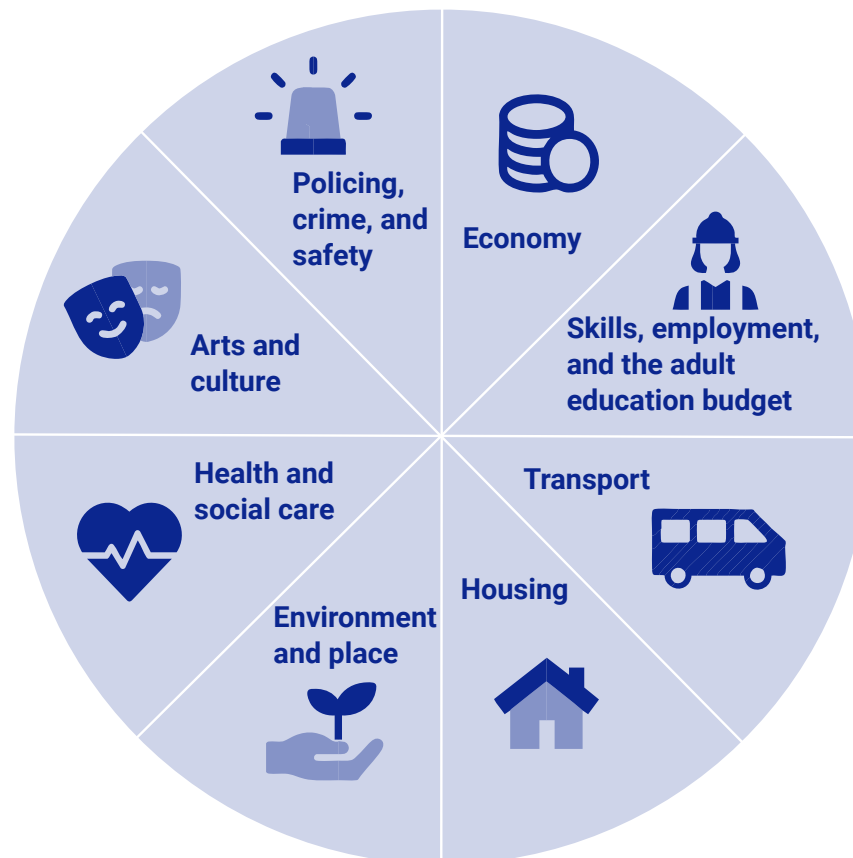 Policing,
crime, and
safety
Economy
Skills, employment,
and the adult
education budget
Arts and
culture
Health and
social care
Transport
Housing
Environment
and place